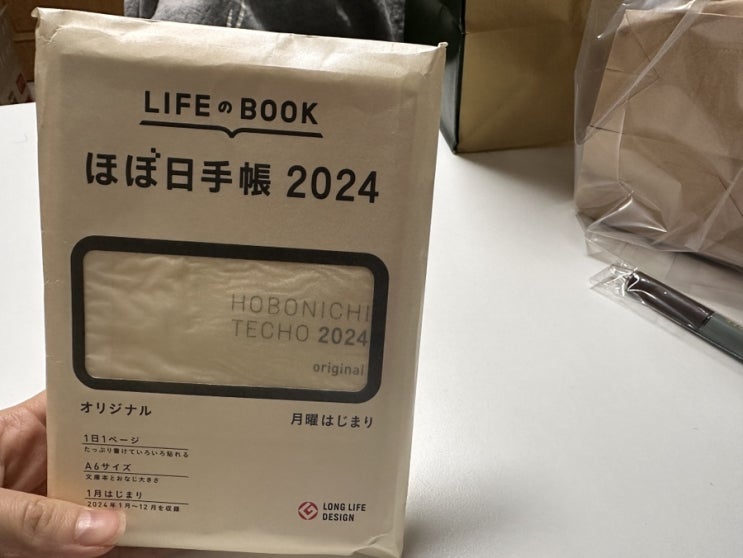 LIFEのBOOK
ほぼ日手帳 2024
HOBONICHI
TECHO 2024
original
オリジナル
月曜はじまり
1日1ページ
たっぷり書けていろいろ貼れる
A6サイズ
文庫本とおなじ大きさ
1月はじまり
2024年1月〜12月を収録
LONG LIFE
DESIGN